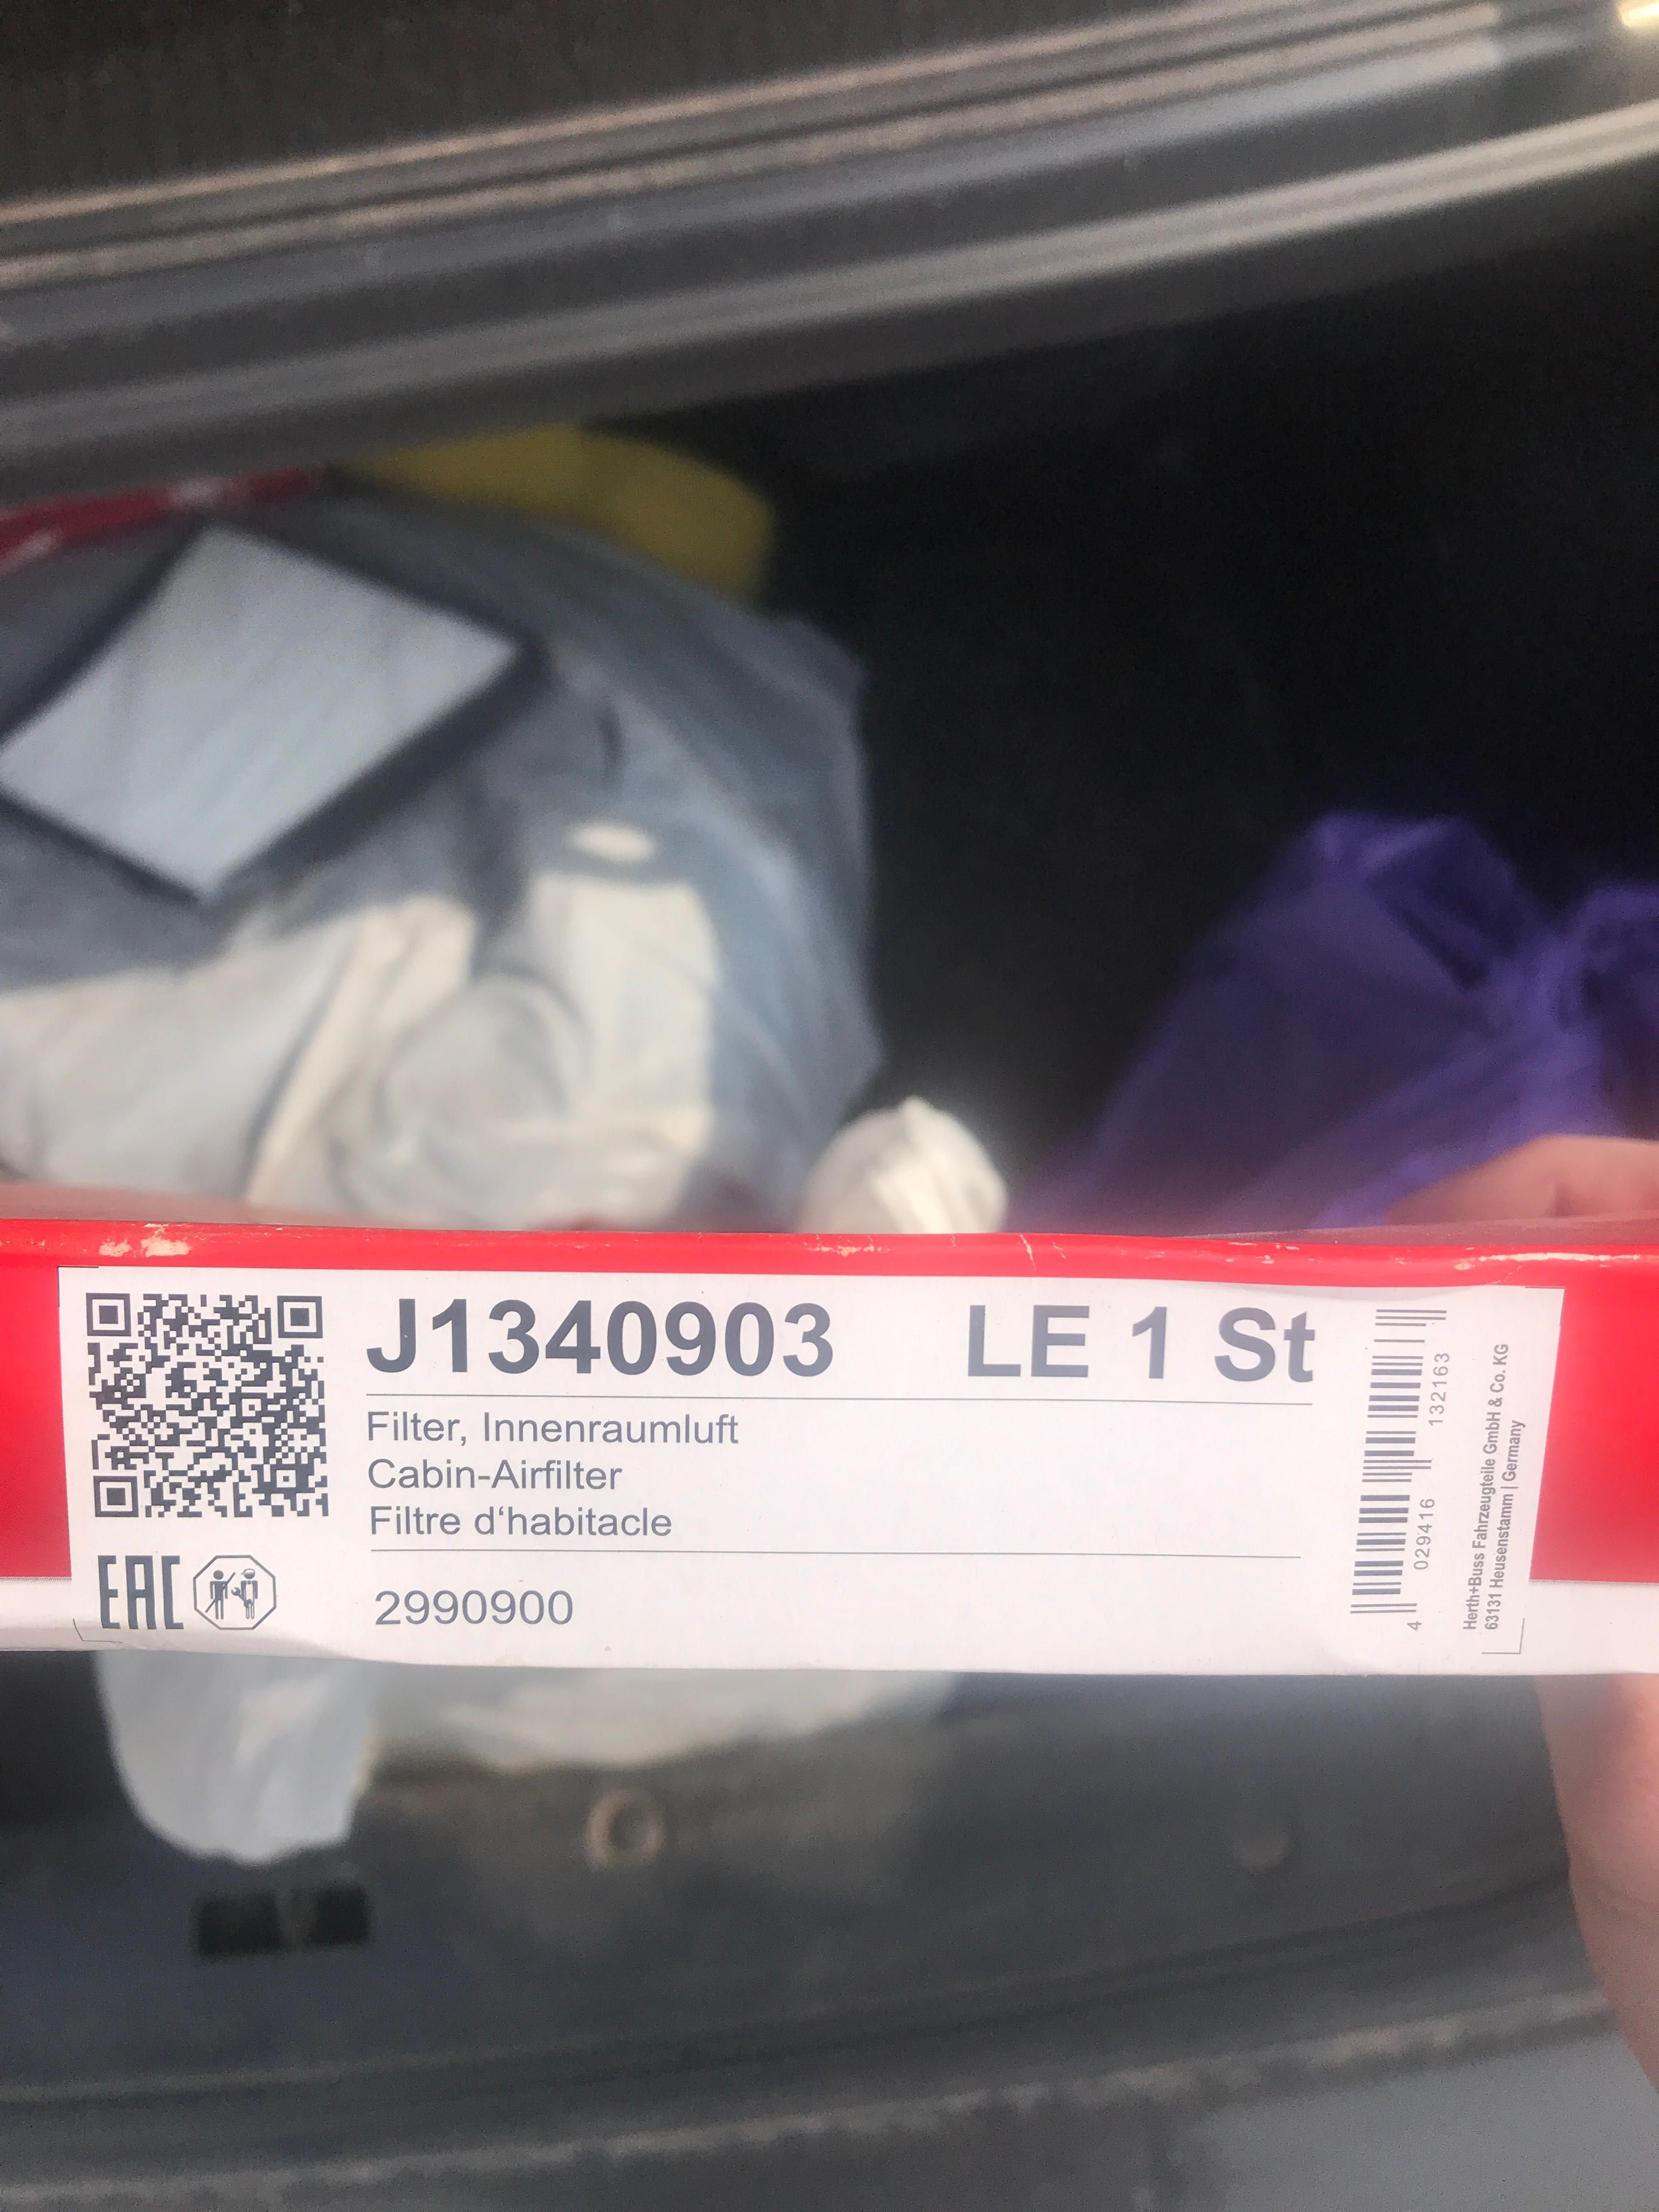 J1340903 LE 1 St
Filter, Innenraumluft
Cabin-Airfilter
Filtre d‘habitacle
2990900
EAC
4 029416 132163
Herth+Buss Fahrzeugteile GmbH & Co. KG
63131 Heusenstamm | Germany